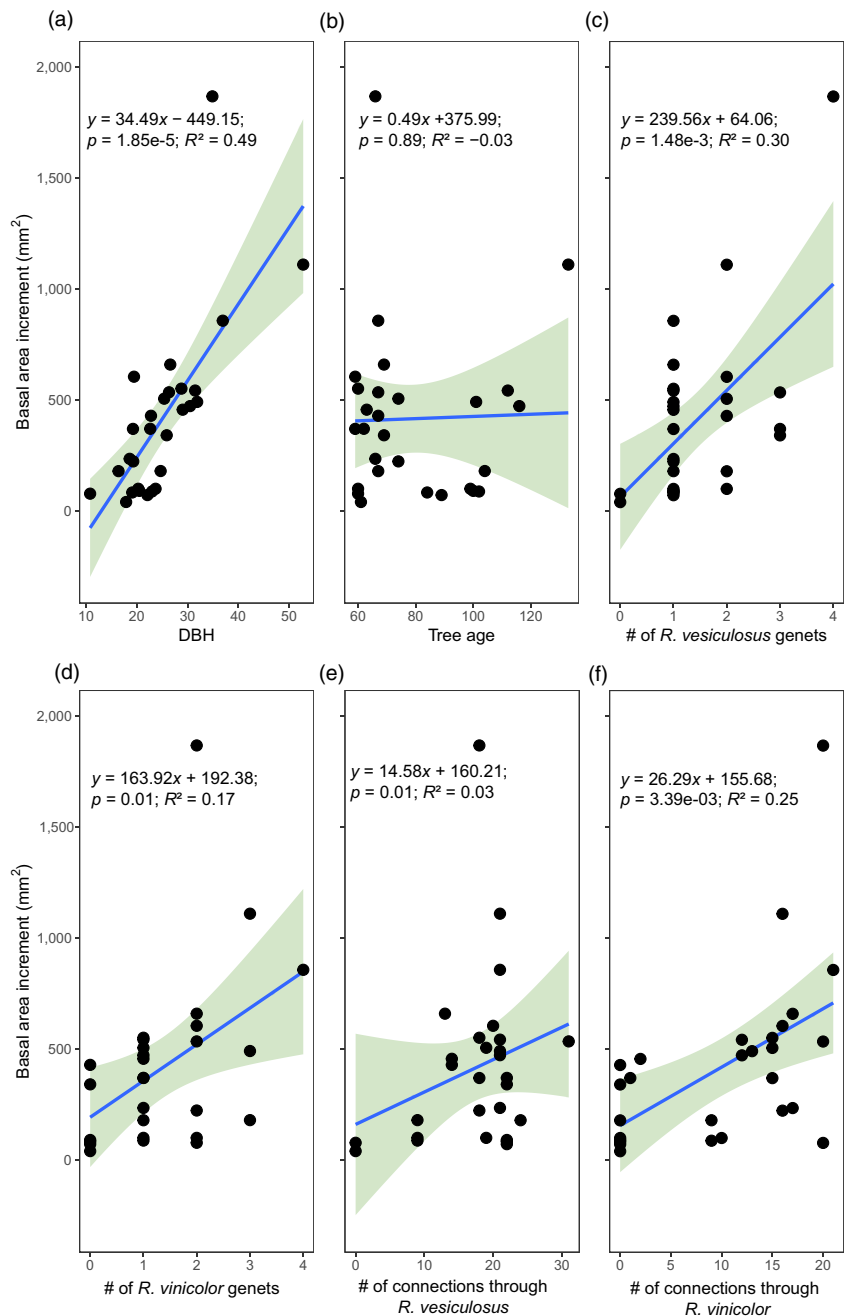 (a)
(b)
(c)
2,000
1,500
1,000
500
0
Basal area increment (mm²)
y = 34.49x − 449.15;
p = 1.85e-5; R² = 0.49
y = 0.49x +375.99;
p = 0.89; R² = −0.03
y = 239.56x + 64.06;
p = 1.48e-3; R² = 0.30
10 20 30 40 50
60 80 100 120
0 1 2 3 4
DBH
Tree age
# of R. vesiculosus genets
(d)
(e)
(f)
2,000
1,500
1,000
500
0
Basal area increment (mm²)
y = 163.92x + 192.38;
p = 0.01; R² = 0.17
y = 14.58x + 160.21;
p = 0.01; R² = 0.03
y = 26.29x + 155.68;
p = 3.39e-03; R² = 0.25
0 1 2 3 4
0 10 20 30
0 5 10 15 20
# of R. vinicolor genets
# of connections through
R. vesiculosus
# of connections through
R. vinicolor